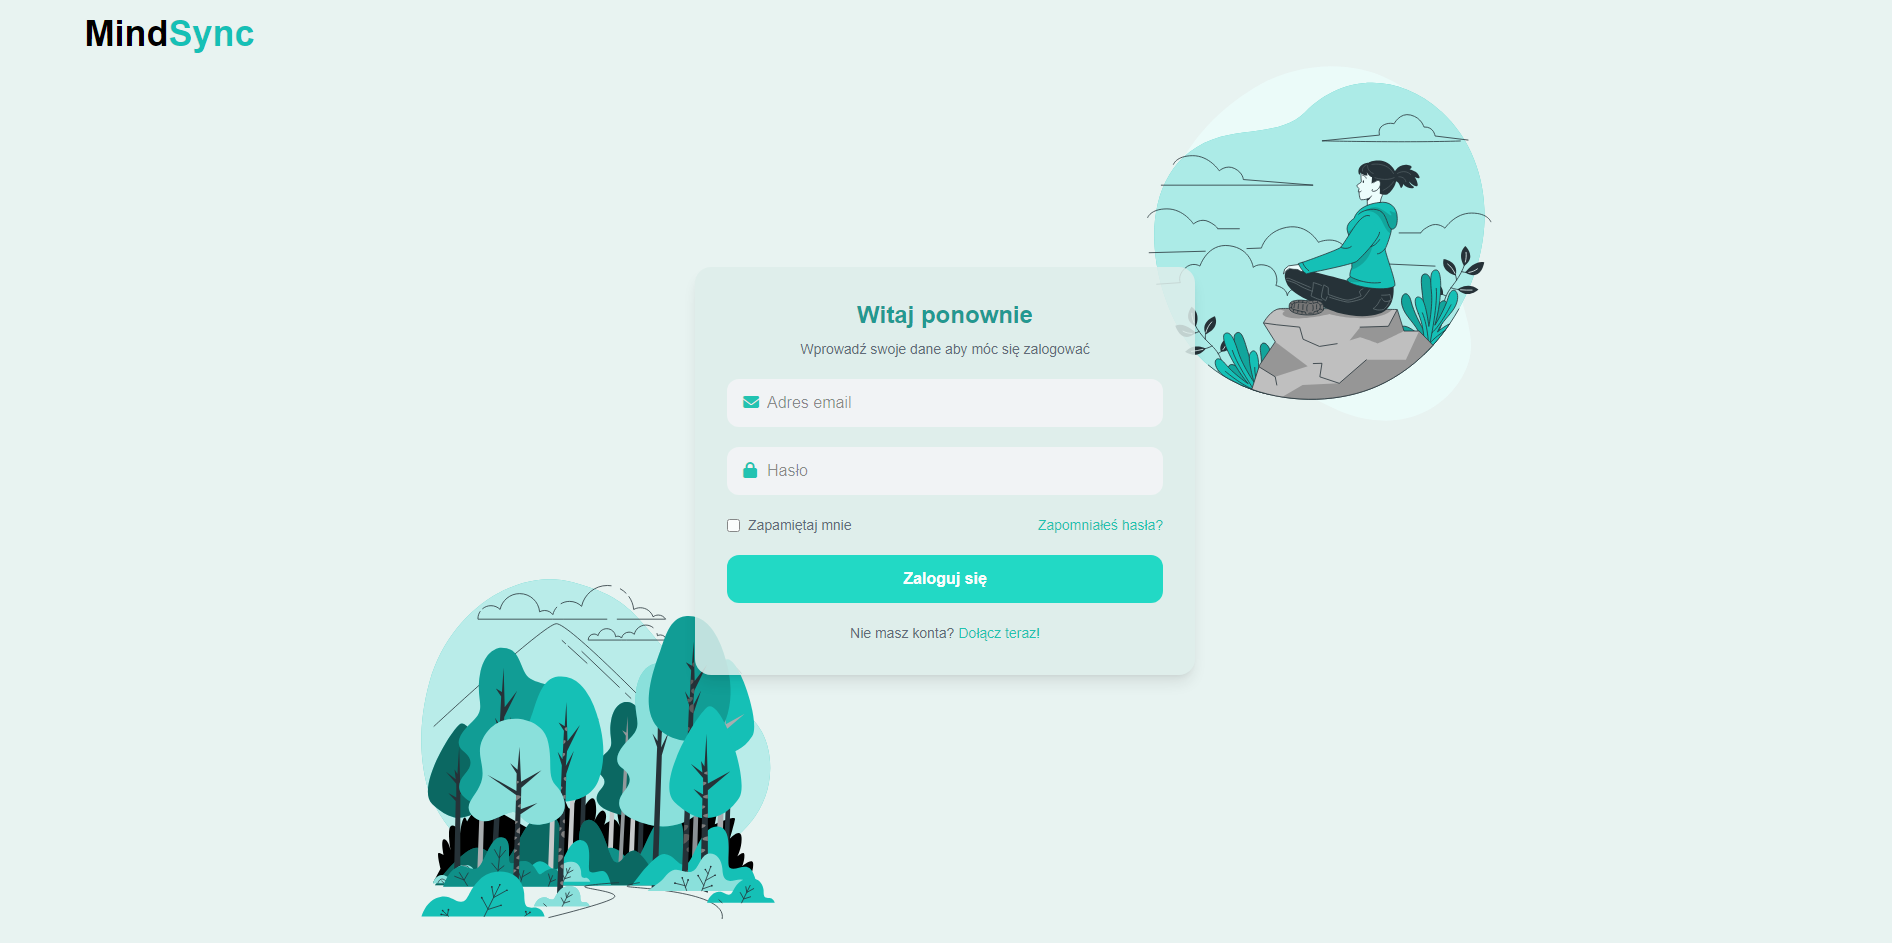 MindSync
Witaj ponownie
Wprowadź swoje dane aby móc się zalogować
Adres email
Hasło
Zapamiętaj mnie
Zapomniałeś hasła?
Zaloguj się
Nie masz konta? Dołącz teraz!